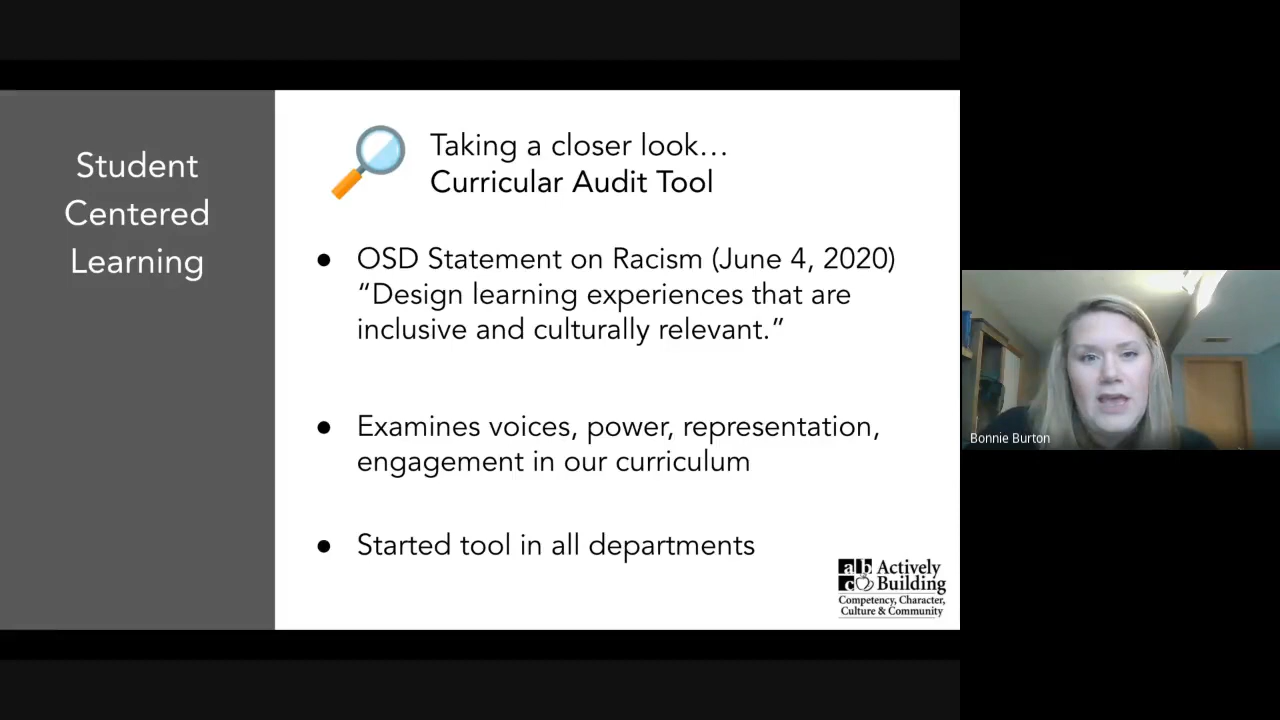 Student
Centered
Learning
Taking a closer look…
Curricular Audit Tool
● OSD Statement on Racism (June 4, 2020)
“Design learning experiences that are
inclusive and culturally relevant.”
● Examines voices, power, representation,
engagement in our curriculum
● Started tool in all departments
a b c Actively
Building
Competency, Character,
Culture & Community
Bonnie Burton